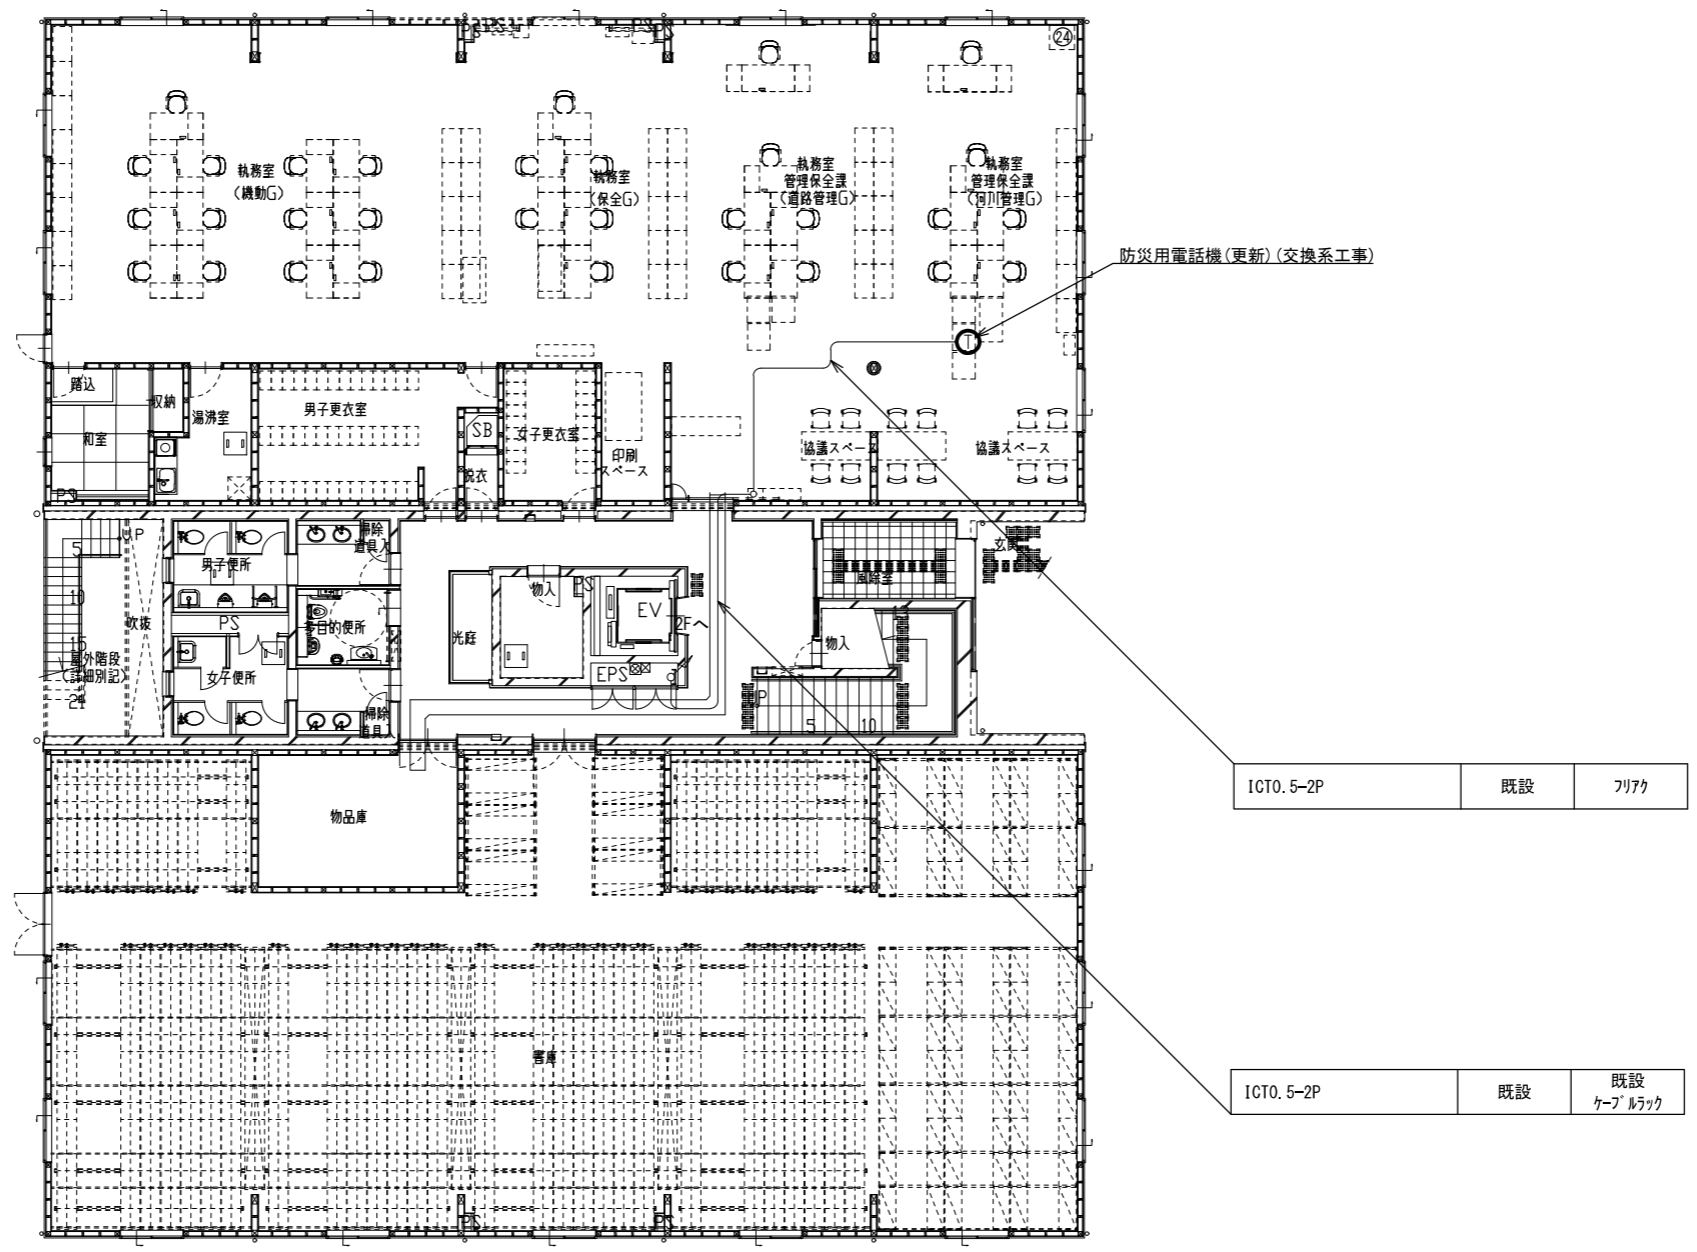 PS
PS
24
執務室
(機動G)
執務室
(保全G)
執務室
管理保全課
(道路管理G)
執務室
管理保全課
(河川管理G)
防災用電話機(更新)(交換系工事)
T
踏込
収納
湯沸室
和室
PS
男子更衣室
SB
脱衣
女子更衣室
印刷
スペース
協議スペース
協議スペース
UP
5
10
15
21
吹抜
屋外階段
(詳細別記)
男子便所
PS
女子便所
掃除
道具入
多目的便所
掃除
道具入
光庭
物入
PS
EV
2Fへ
EPS
風除室
玄関
物入
13
5
10
ICT0.5-2P 既設 フリアク
物品庫
書庫
ICT0.5-2P 既設 既設
ケーブルラック
PS
PS